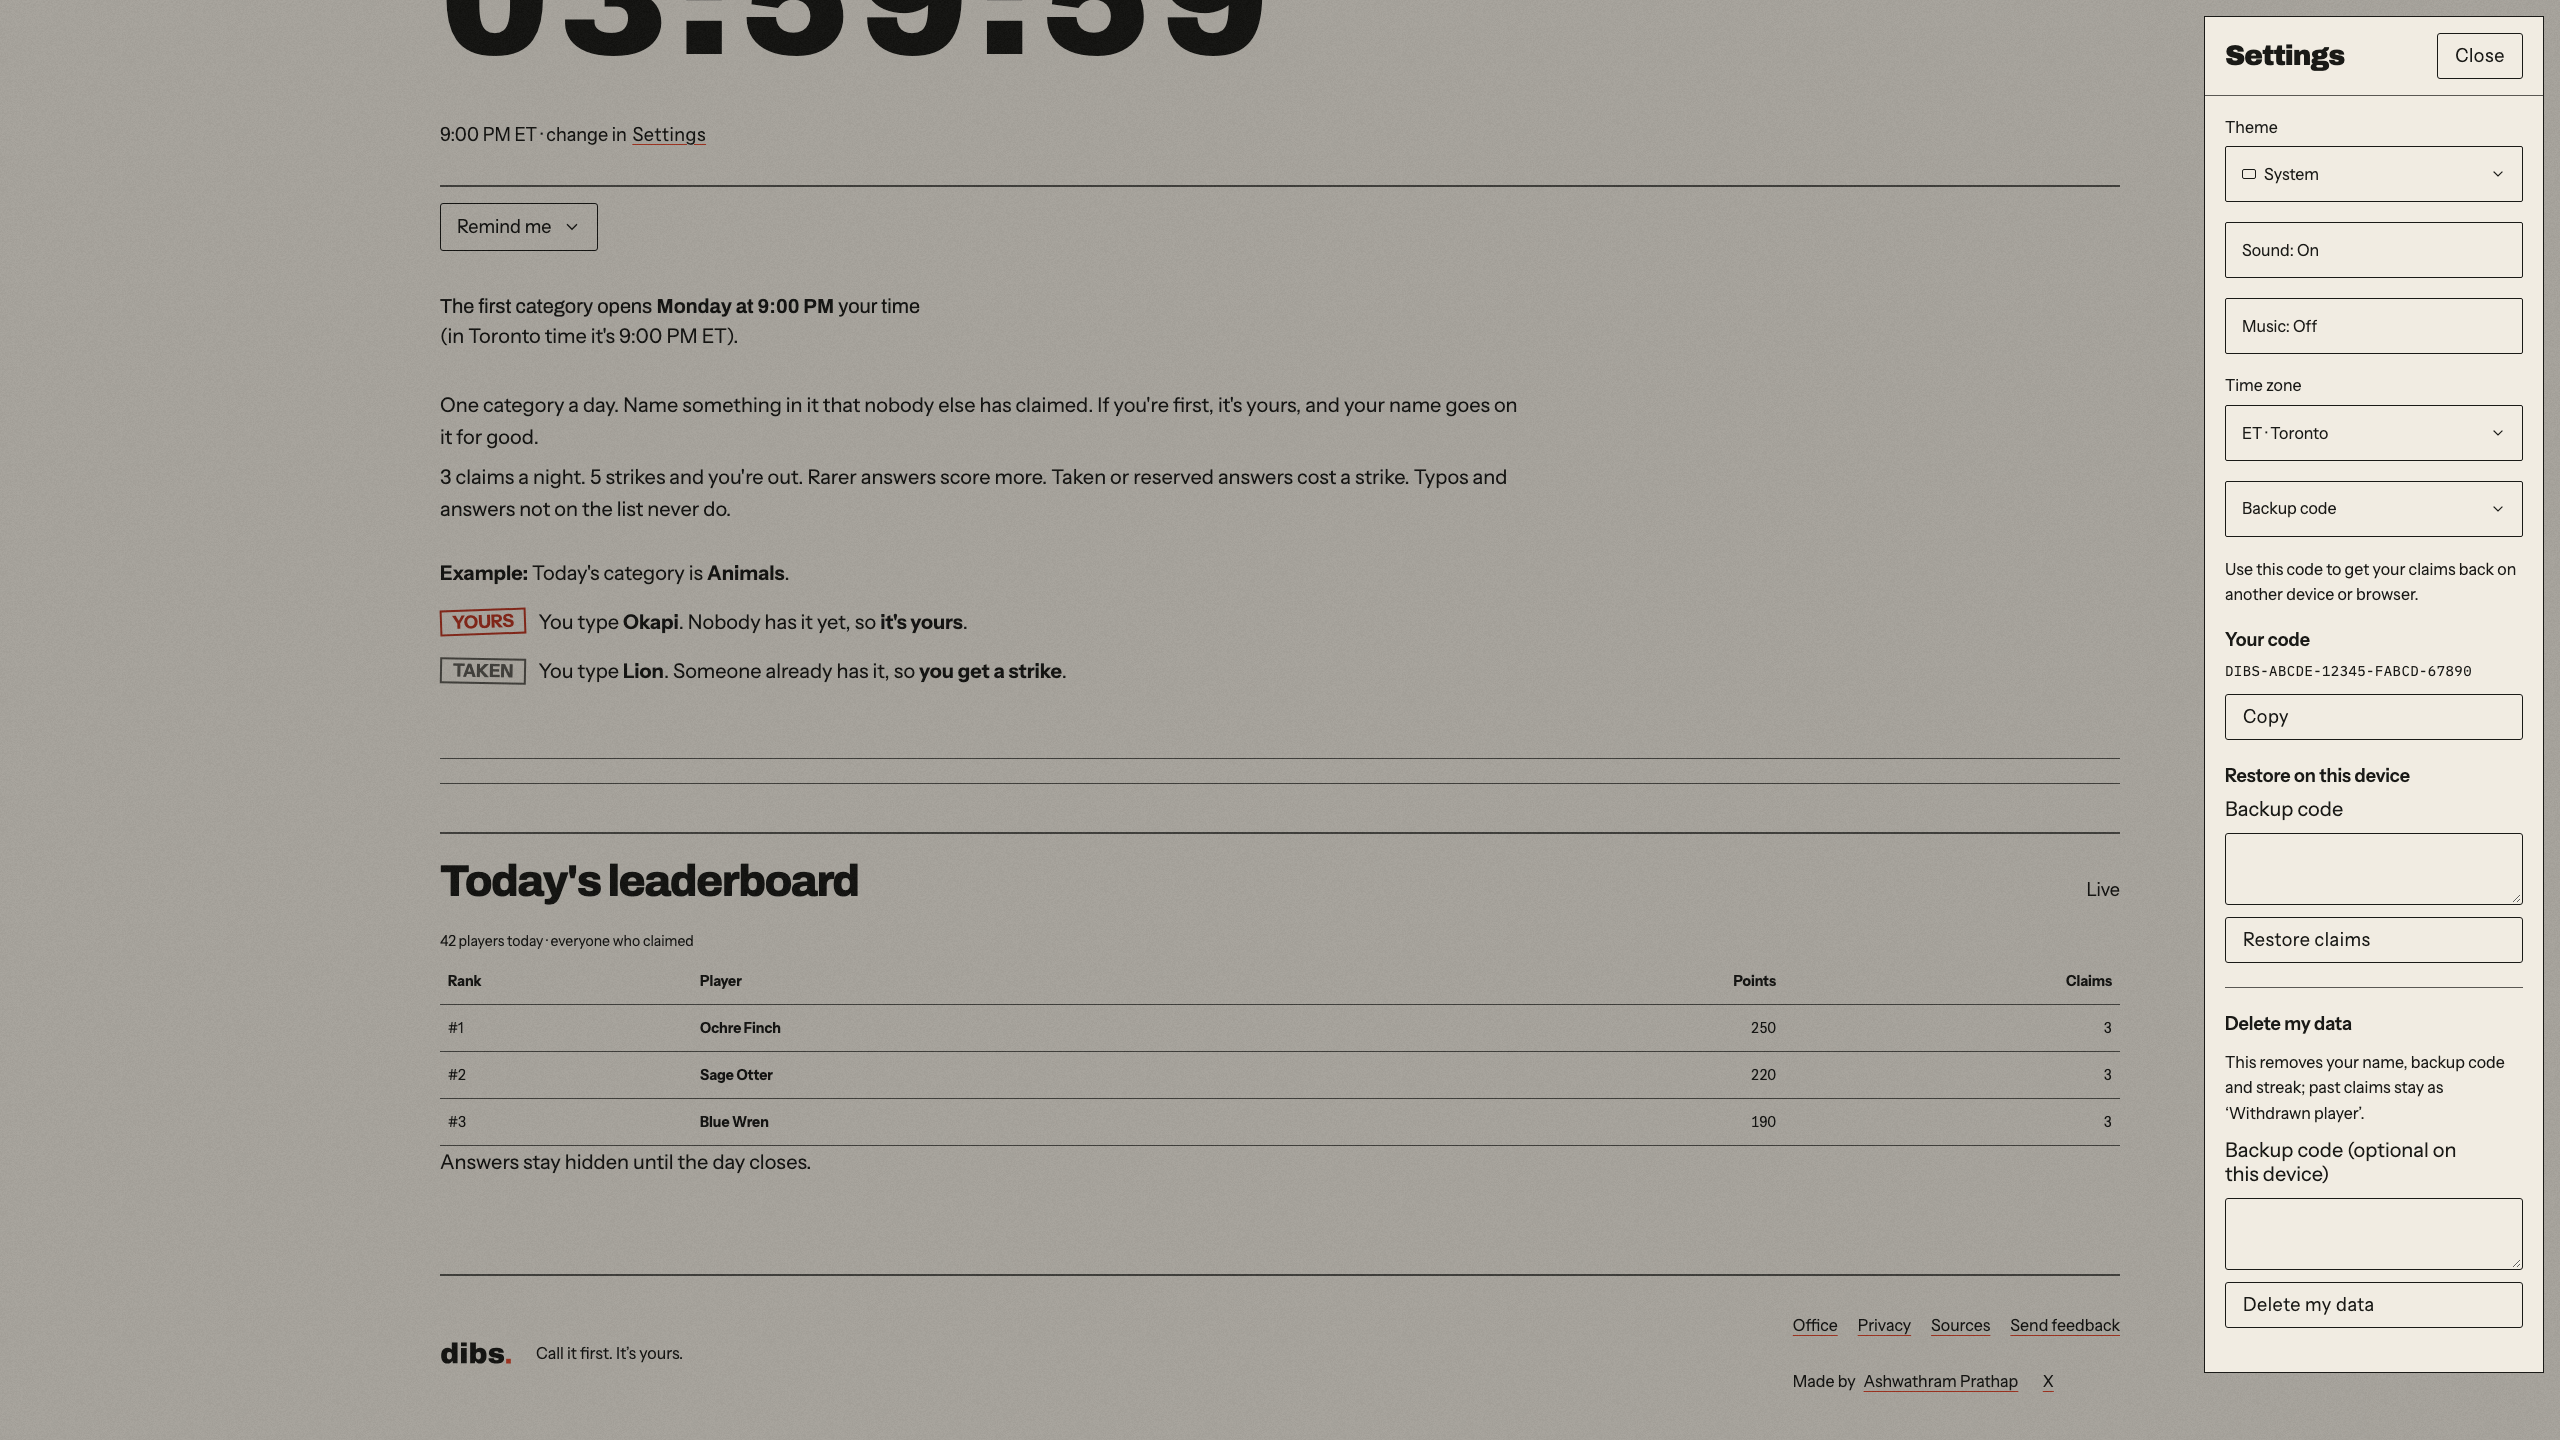 03:59:59
9:00 PM ET · change in Settings
Remind me
The first category opens Monday at 9:00 PM your time
(in Toronto time it's 9:00 PM ET).
One category a day. Name something in it that nobody else has claimed. If you're first, it's yours, and your name goes on
it for good.
3 claims a night. 5 strikes and you're out. Rarer answers score more. Taken or reserved answers cost a strike. Typos and
answers not on the list never do.
Example: Today's category is Animals.
YOURS You type Okapi. Nobody has it yet, so it's yours.
TAKEN You type Lion. Someone already has it, so you get a strike.
Today's leaderboard
Live
42 players today · everyone who claimed
Rank Player Points Claims
#1 Ochre Finch 250 3
#2 Sage Otter 220 3
#3 Blue Wren 190 3
Answers stay hidden until the day closes.
dibs. Call it first. It's yours.
Office Privacy Sources Send feedback
Made by Ashwathram Prathap X
Settings
Close
Theme
System
Sound: On
Music: Off
Time zone
ET · Toronto
Backup code
Use this code to get your claims back on
another device or browser.
Your code
DIBS-ABCDE-12345-FABCD-67890
Copy
Restore on this device
Backup code
Restore claims
Delete my data
This removes your name, backup code
and streak; past claims stay as
‘Withdrawn player’.
Backup code (optional on
this device)
Delete my data